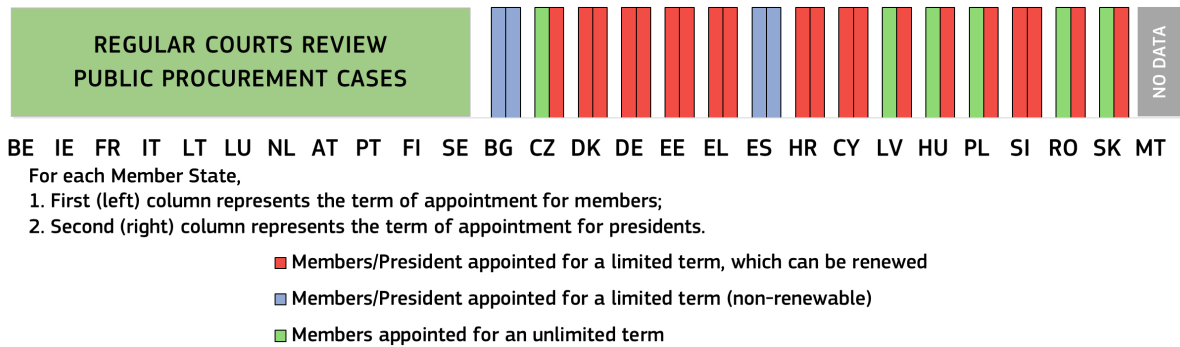 REGULAR COURTS REVIEW
PUBLIC PROCUREMENT CASES
NO DATA
BE IE FR IT LT LU NL AT PT FI SE BG CZ DK DE EE EL ES HR CY LV HU PL SI RO SK MT
For each Member State,
1. First (left) column represents the term of appointment for members;
2. Second (right) column represents the term of appointment for presidents.
Members/President appointed for a limited term, which can be renewed
Members/President appointed for a limited term (non-renewable)
Members appointed for an unlimited term